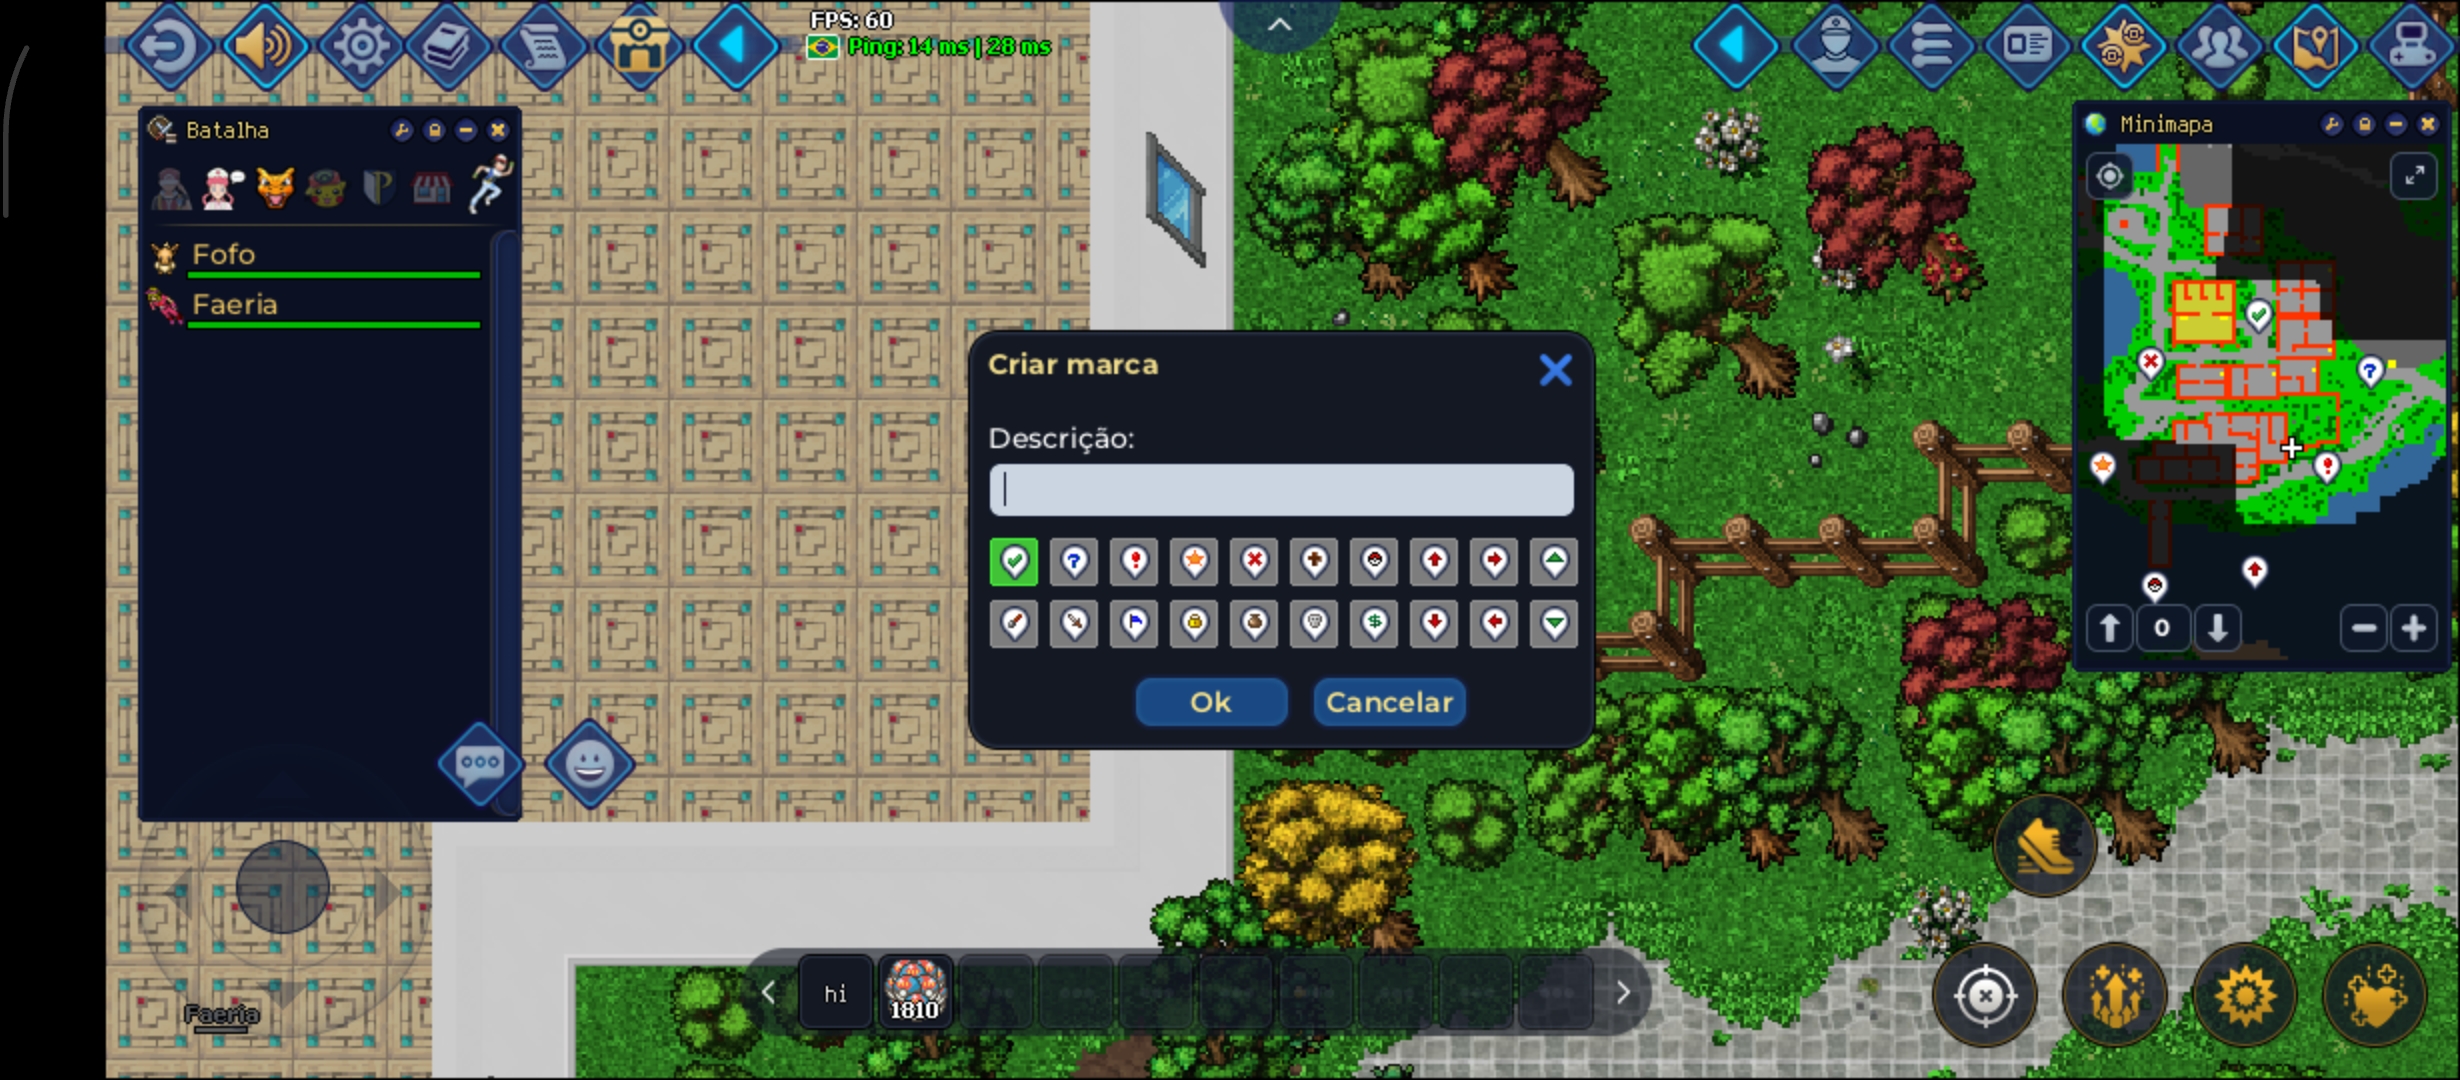 FPS: 60
Ping: 14 ms | 28 ms
Batalha
Fofo
Faeria
Minimapa
Criar marca
Descrição:
Ok
Cancelar
0
hi
1810
Faeria